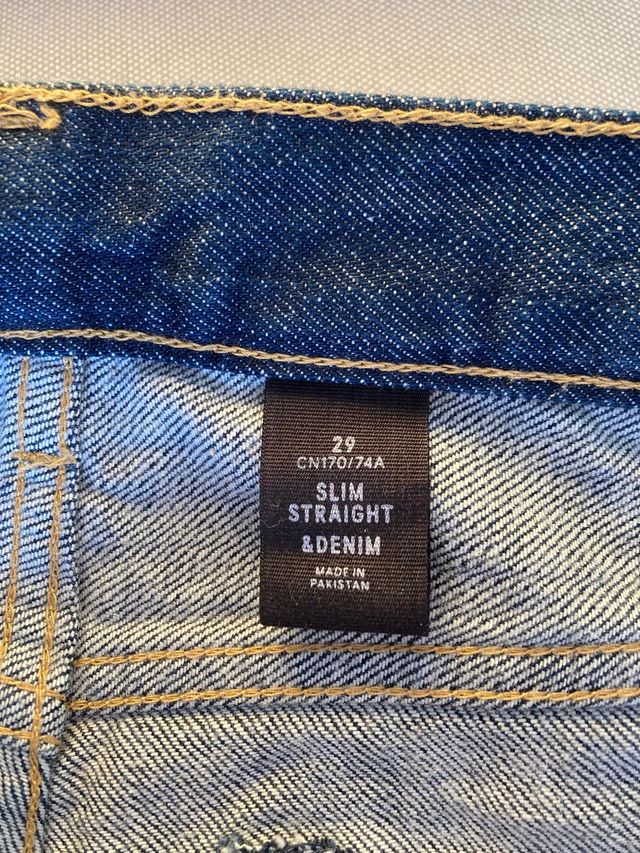 29
CN170/74A
SLIM
STRAIGHT
&DENIM
MADE IN
PAKISTAN